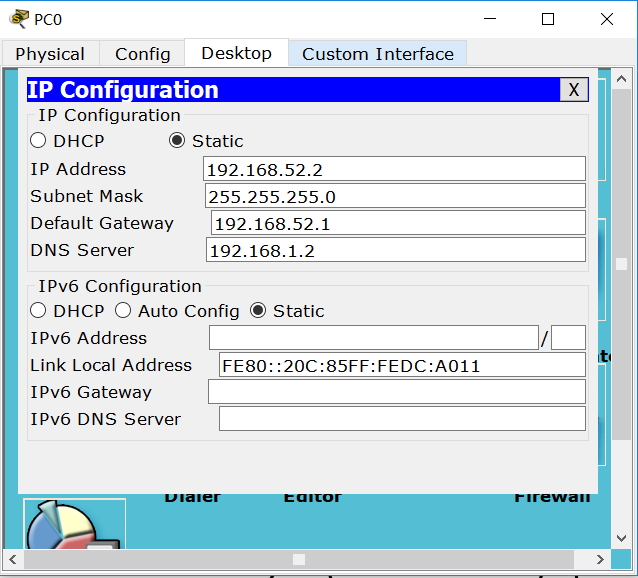 PC0
Physical Config Desktop Custom Interface
IP Configuration X
IP Configuration
DHCP Static
IP Address 192.168.52.2
Subnet Mask 255.255.255.0
Default Gateway 192.168.52.1
DNS Server 192.168.1.2
IPv6 Configuration
DHCP Auto Config Static
IPv6 Address /
Link Local Address FE80::20C:85FF:FEDC:A011
IPv6 Gateway
IPv6 DNS Server
Dialer Editor Firewall